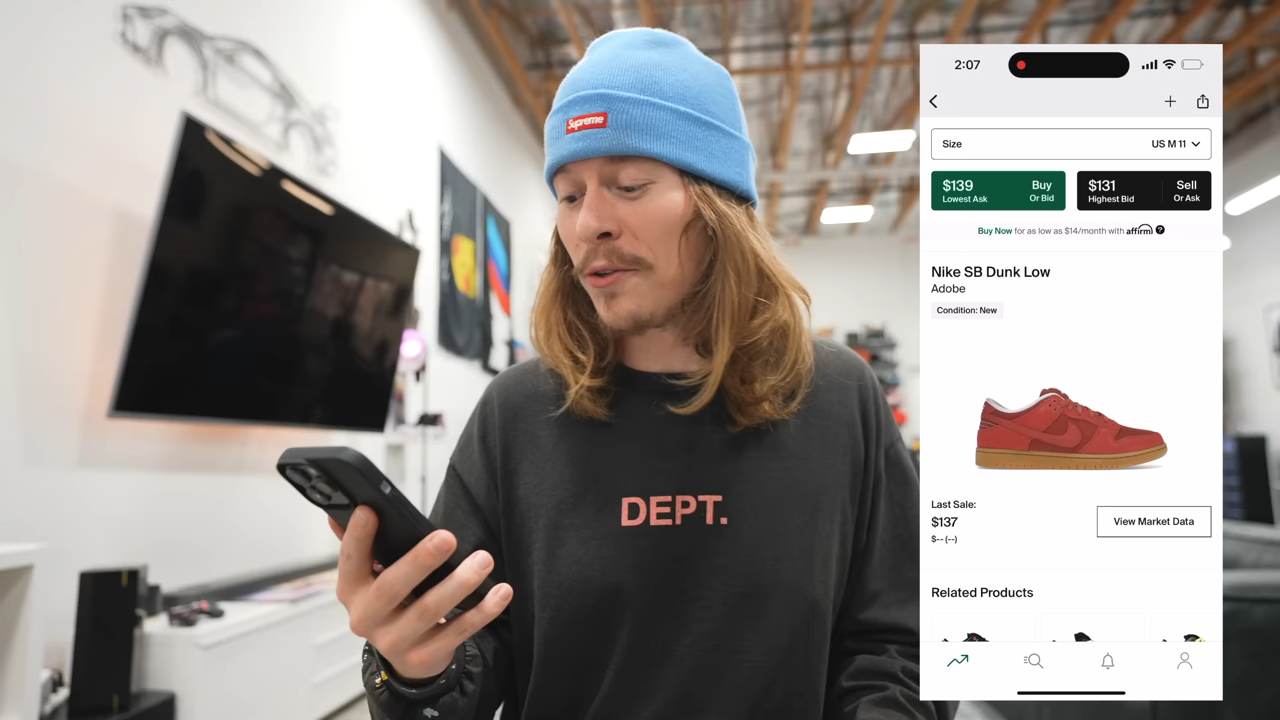 Supreme
DEPT.
2:07
Size
US M 11
$139
Lowest Ask
Buy
Or Bid
$131
Highest Bid
Sell
Or Ask
Buy Now for as low as $14/month with affirm ?
Nike SB Dunk Low
Adobe
Condition: New
Last Sale:
$137
$-- (--)
View Market Data
Related Products